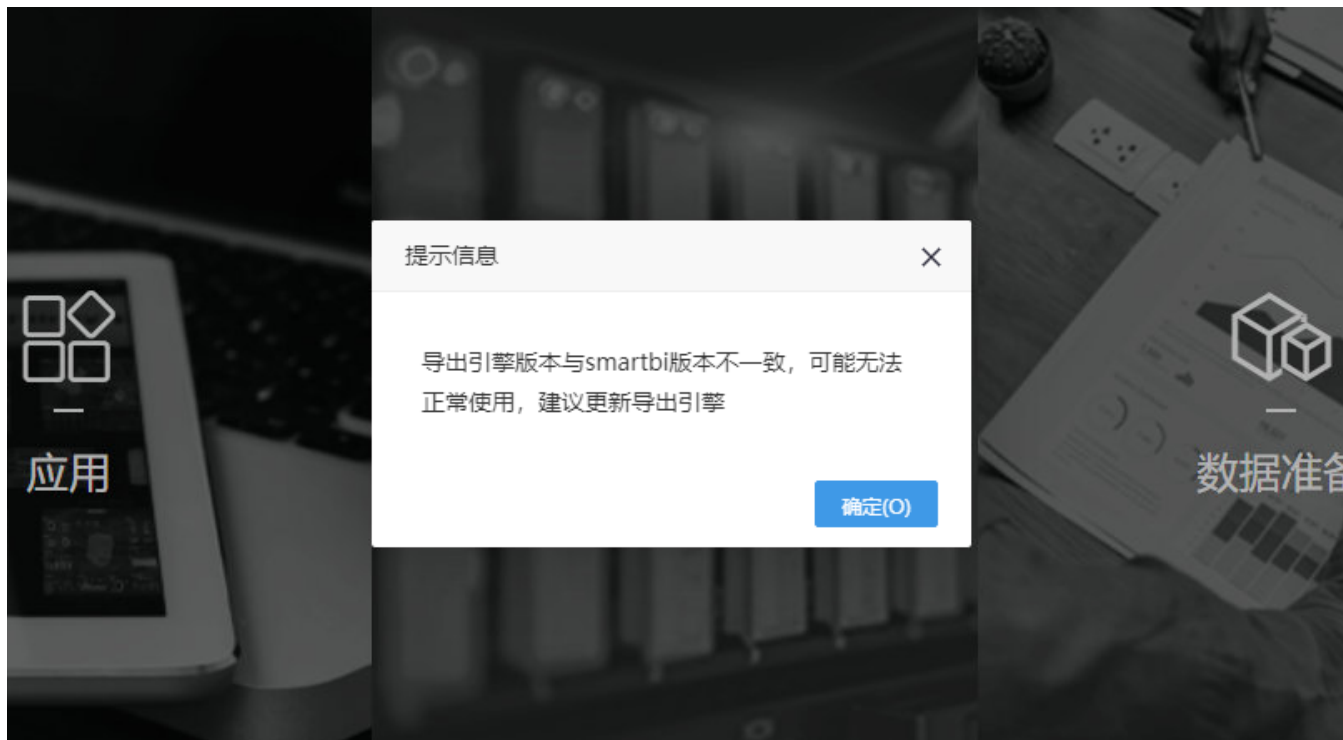 提示信息
导出引擎版本与smartbi版本不一致，可能无法
正常使用，建议更新导出引擎
确定(O)
应用
数据准备